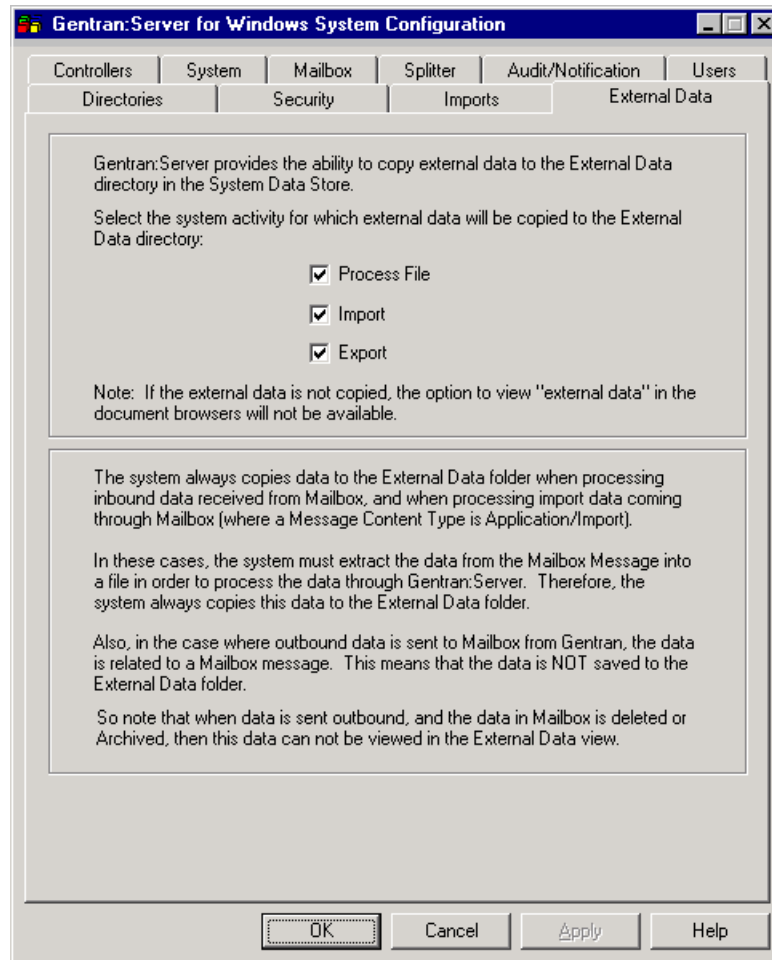 Gentran:Server for Windows System Configuration
Controllers System Mailbox Splitter Audit/Notification Users
Directories Security Imports External Data
Gentran:Server provides the ability to copy external data to the External Data
directory in the System Data Store.
Select the system activity for which external data will be copied to the External
Data directory:
Process File
Import
Export
Note: If the external data is not copied, the option to view "external data" in the
document browsers will not be available.
The system always copies data to the External Data folder when processing
inbound data received from Mailbox, and when processing import data coming
through Mailbox (where a Message Content Type is Application/Import).
In these cases, the system must extract the data from the Mailbox Message into
a file in order to process the data through Gentran:Server. Therefore, the
system always copies this data to the External Data folder.
Also, in the case where outbound data is sent to Mailbox from Gentran, the data
is related to a Mailbox message. This means that the data is NOT saved to the
External Data folder.
So note that when data is sent outbound, and the data in Mailbox is deleted or
Archived, then this data can not be viewed in the External Data view.
OK Cancel Apply Help